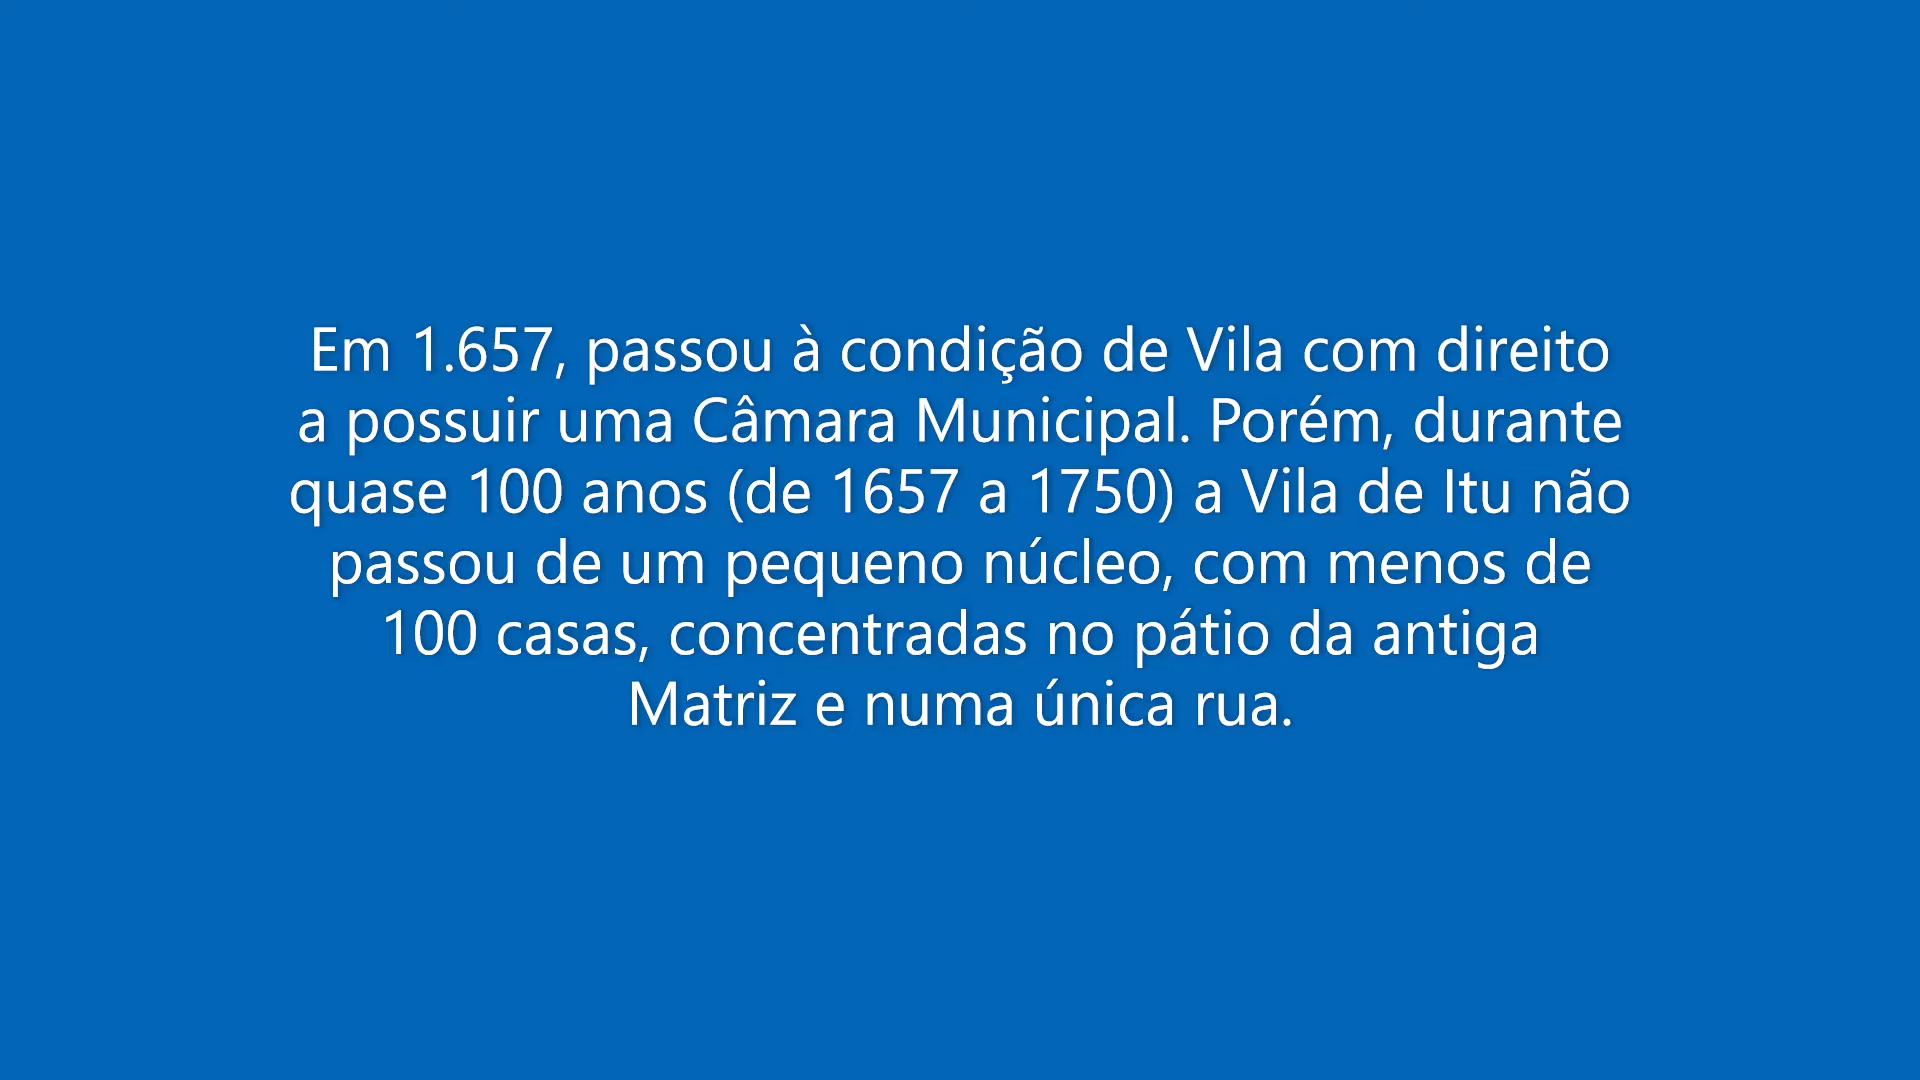 Em 1.657, passou à condição de Vila com direito
a possuir uma Câmara Municipal. Porém, durante
quase 100 anos (de 1657 a 1750) a Vila de Itu não
passou de um pequeno núcleo, com menos de
100 casas, concentradas no pátio da antiga
Matriz e numa única rua.